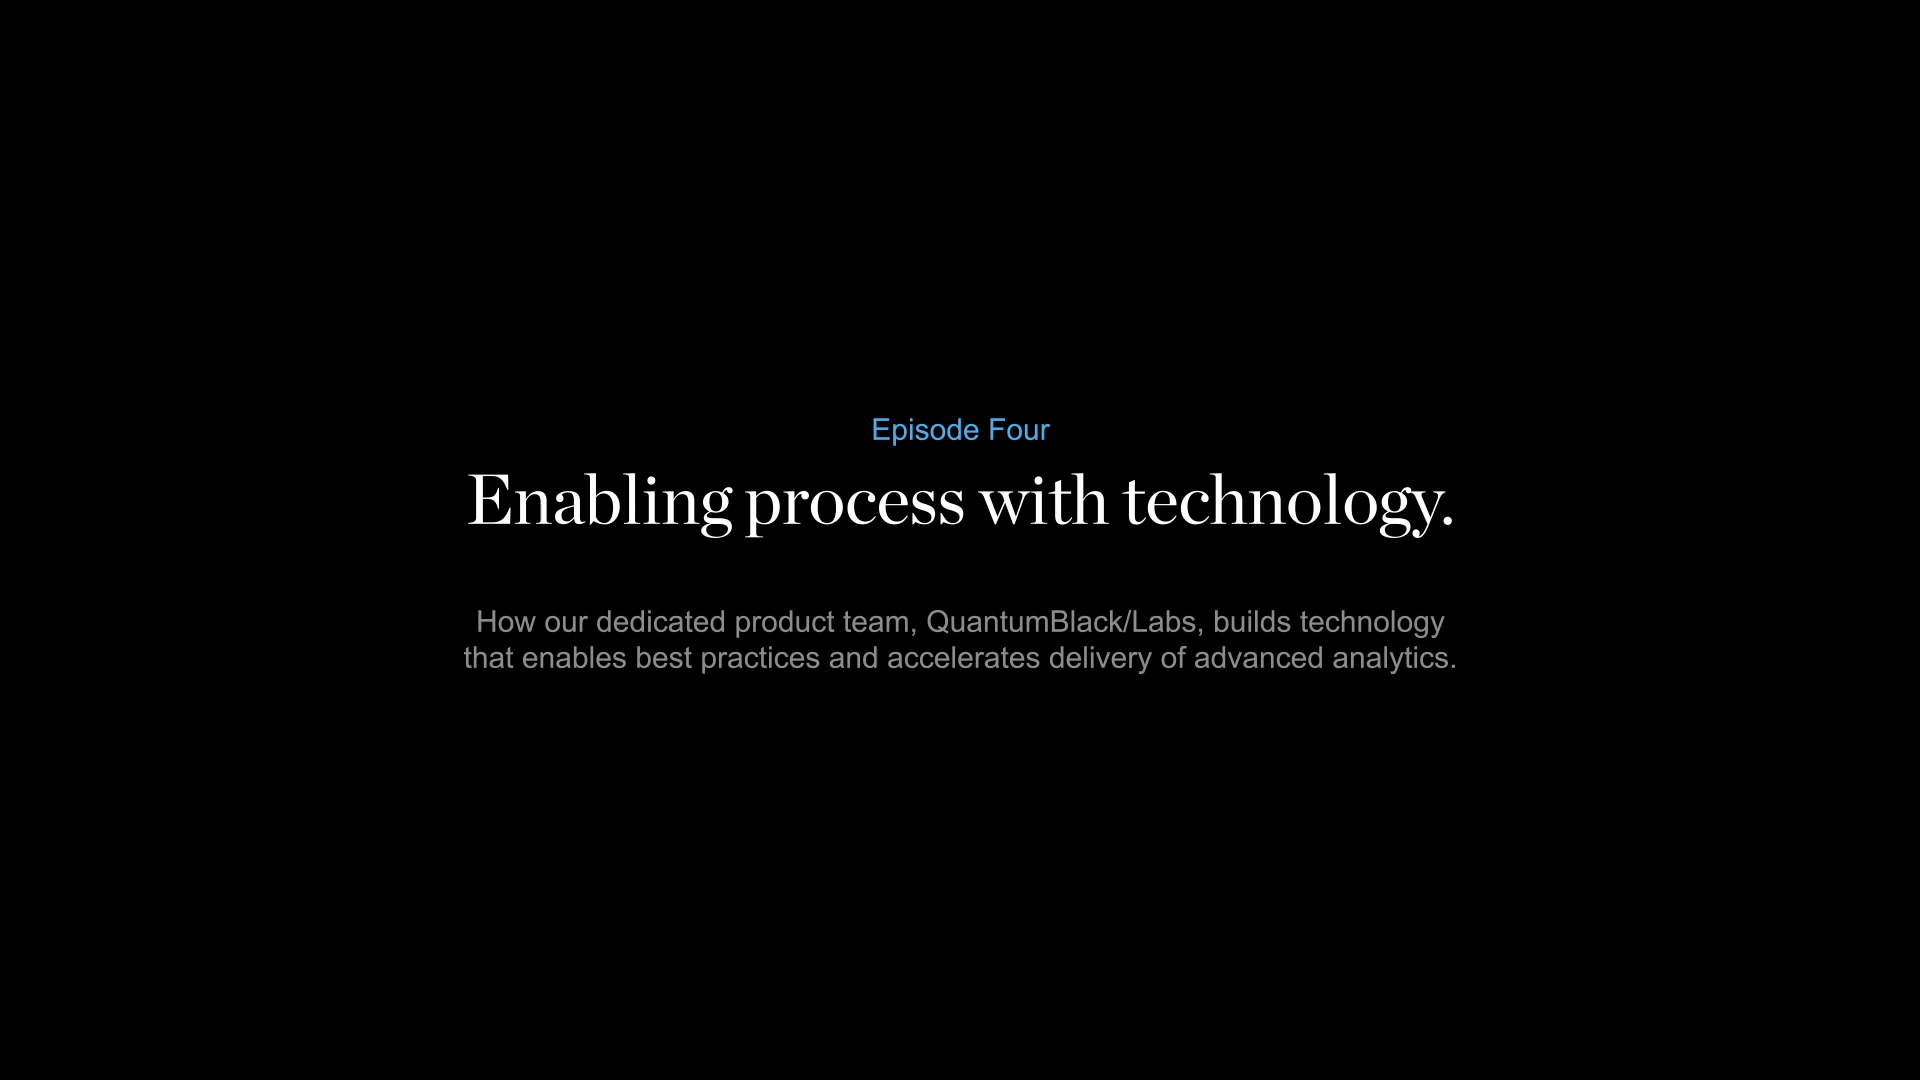 Episode Four
Enabling process with technology.
How our dedicated product team, QuantumBlack/Labs, builds technology
that enables best practices and accelerates delivery of advanced analytics.